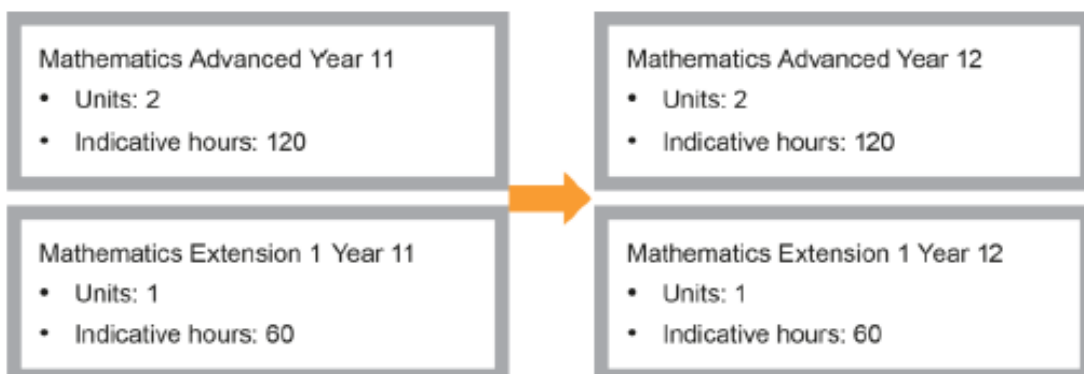 Mathematics Advanced Year 11
• Units: 2
• Indicative hours: 120
Mathematics Extension 1 Year 11
• Units: 1
• Indicative hours: 60
Mathematics Advanced Year 12
• Units: 2
• Indicative hours: 120
Mathematics Extension 1 Year 12
• Units: 1
• Indicative hours: 60